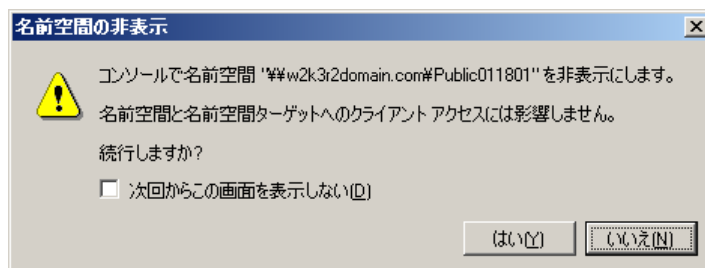 名前空間の非表示
コンソールで名前空間 "¥¥w2k3r2domain.com¥Public011801" を非表示にします。
名前空間と名前空間ターゲットへのクライアント アクセスには影響しません。
続行しますか?
次回からこの画面を表示しない(D)
はい(Y)
いいえ(N)